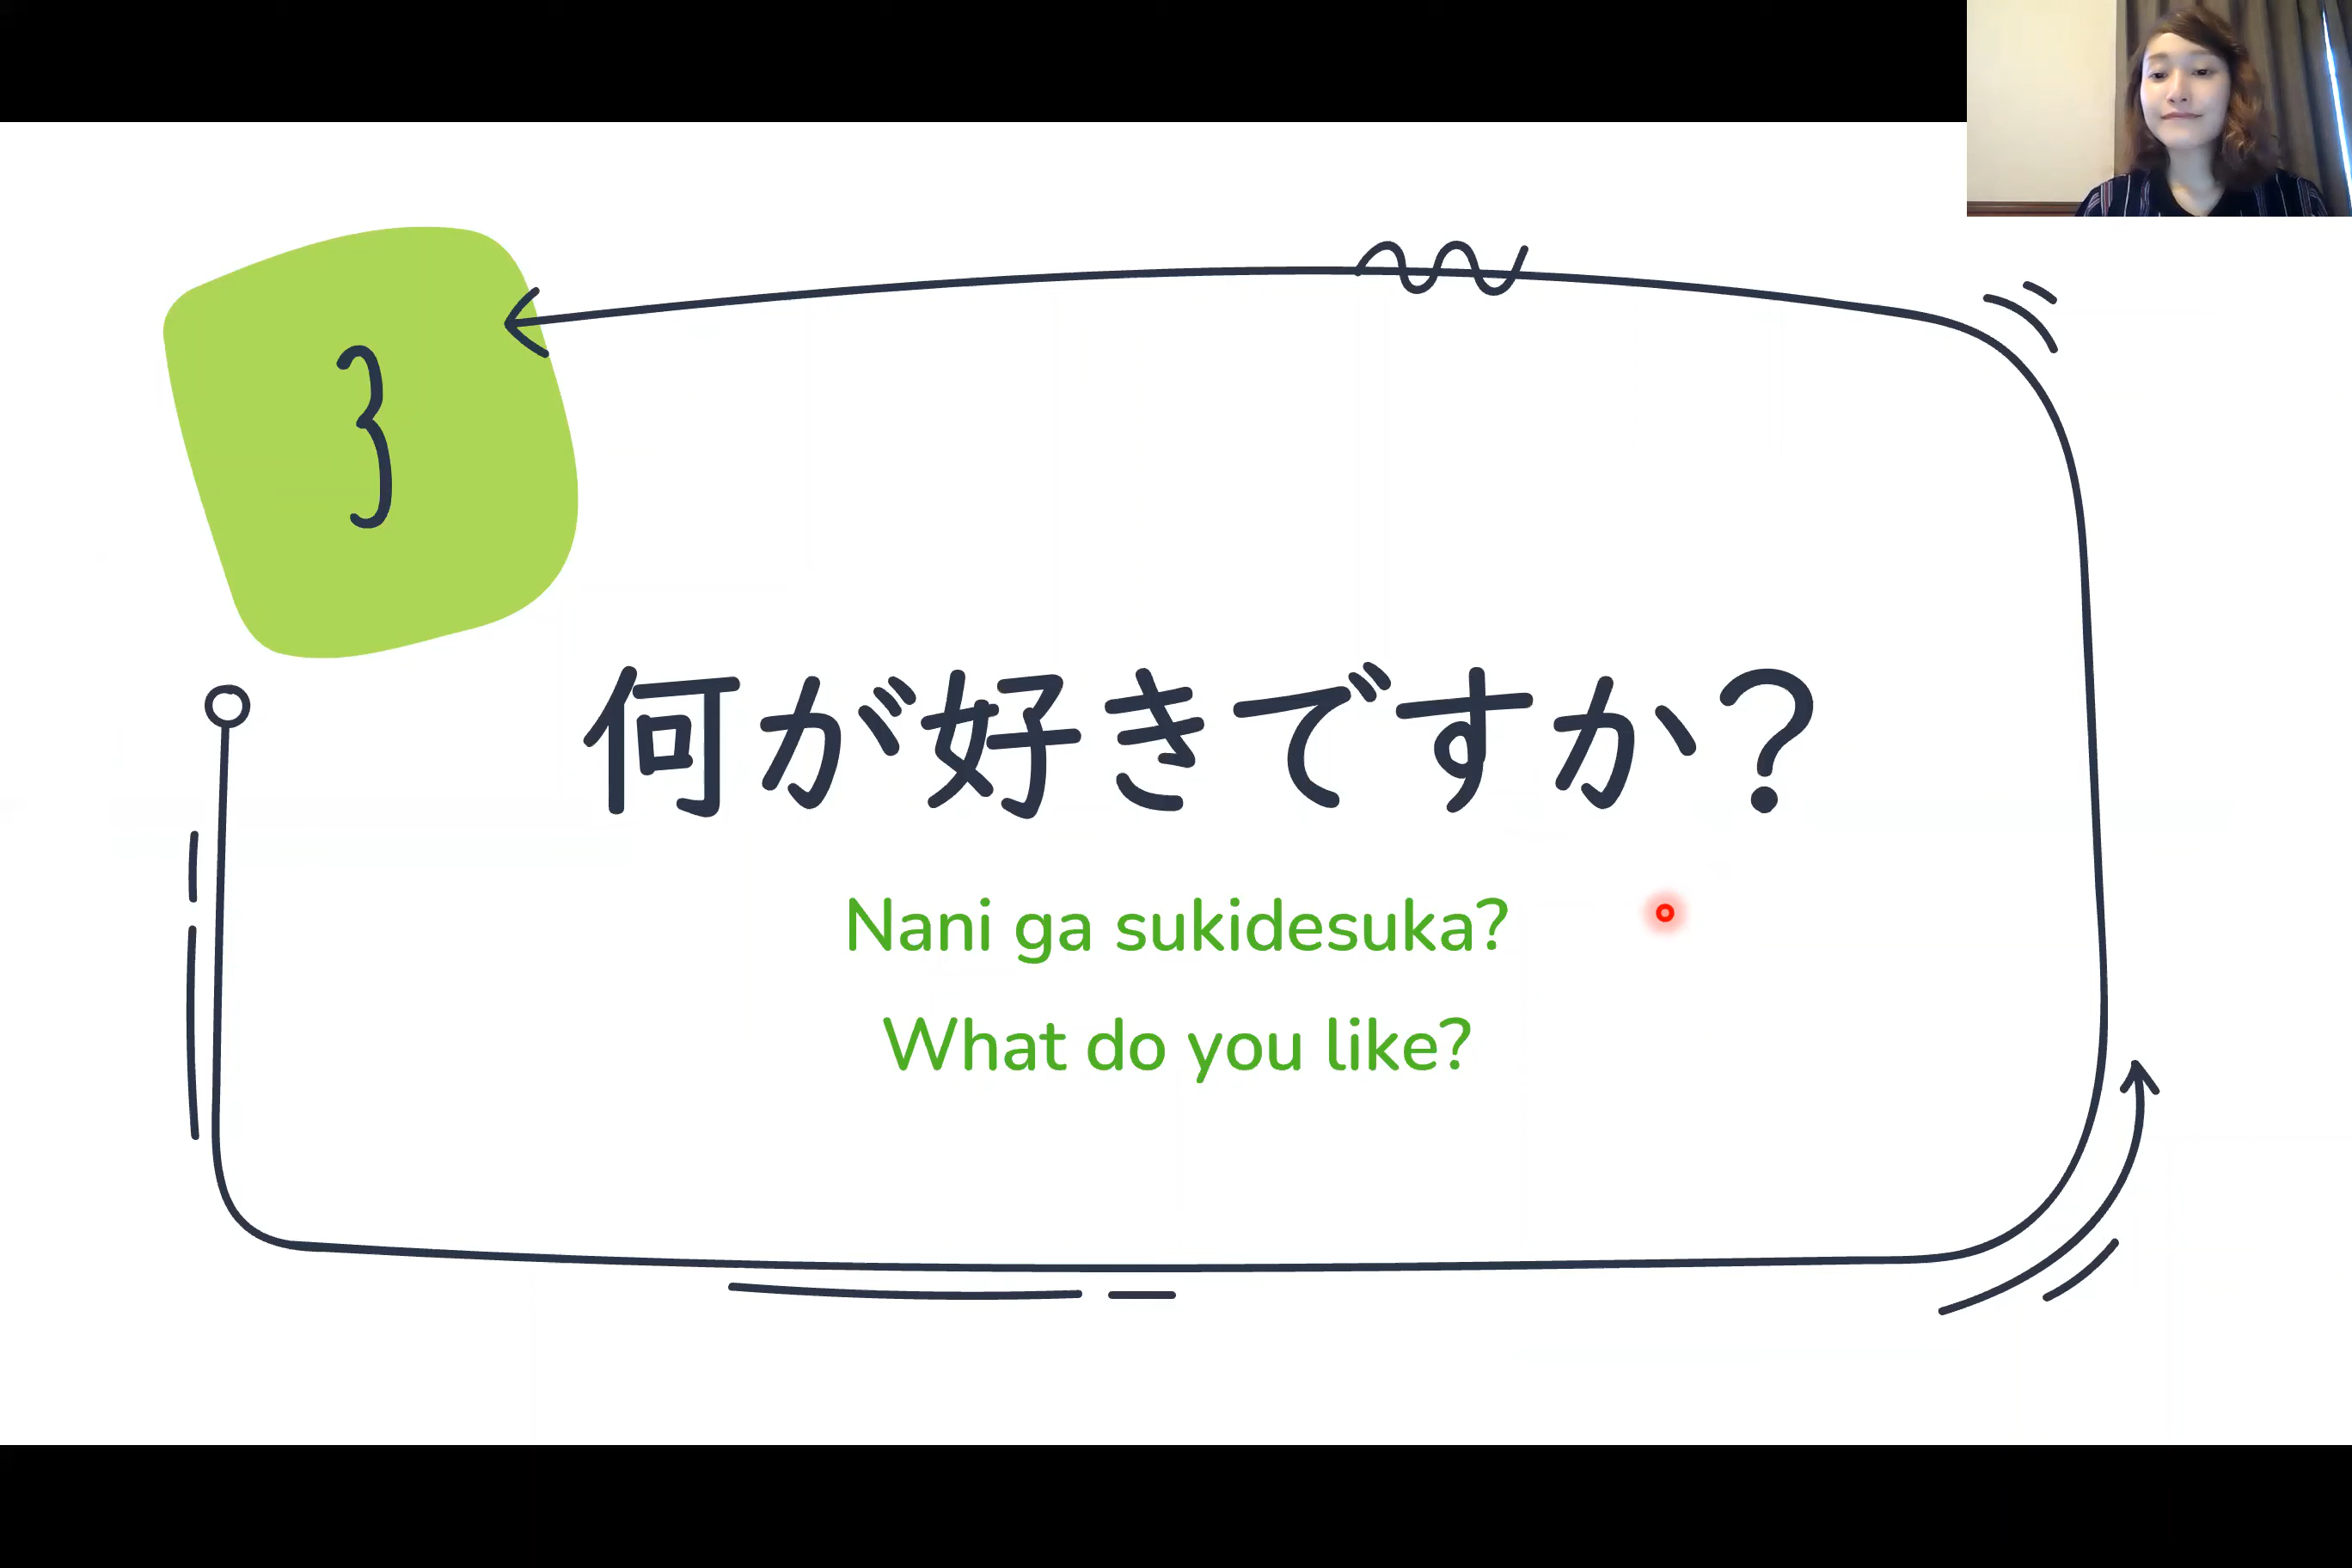 3
何が好きですか?
Nani ga sukidesuka?
What do you like?